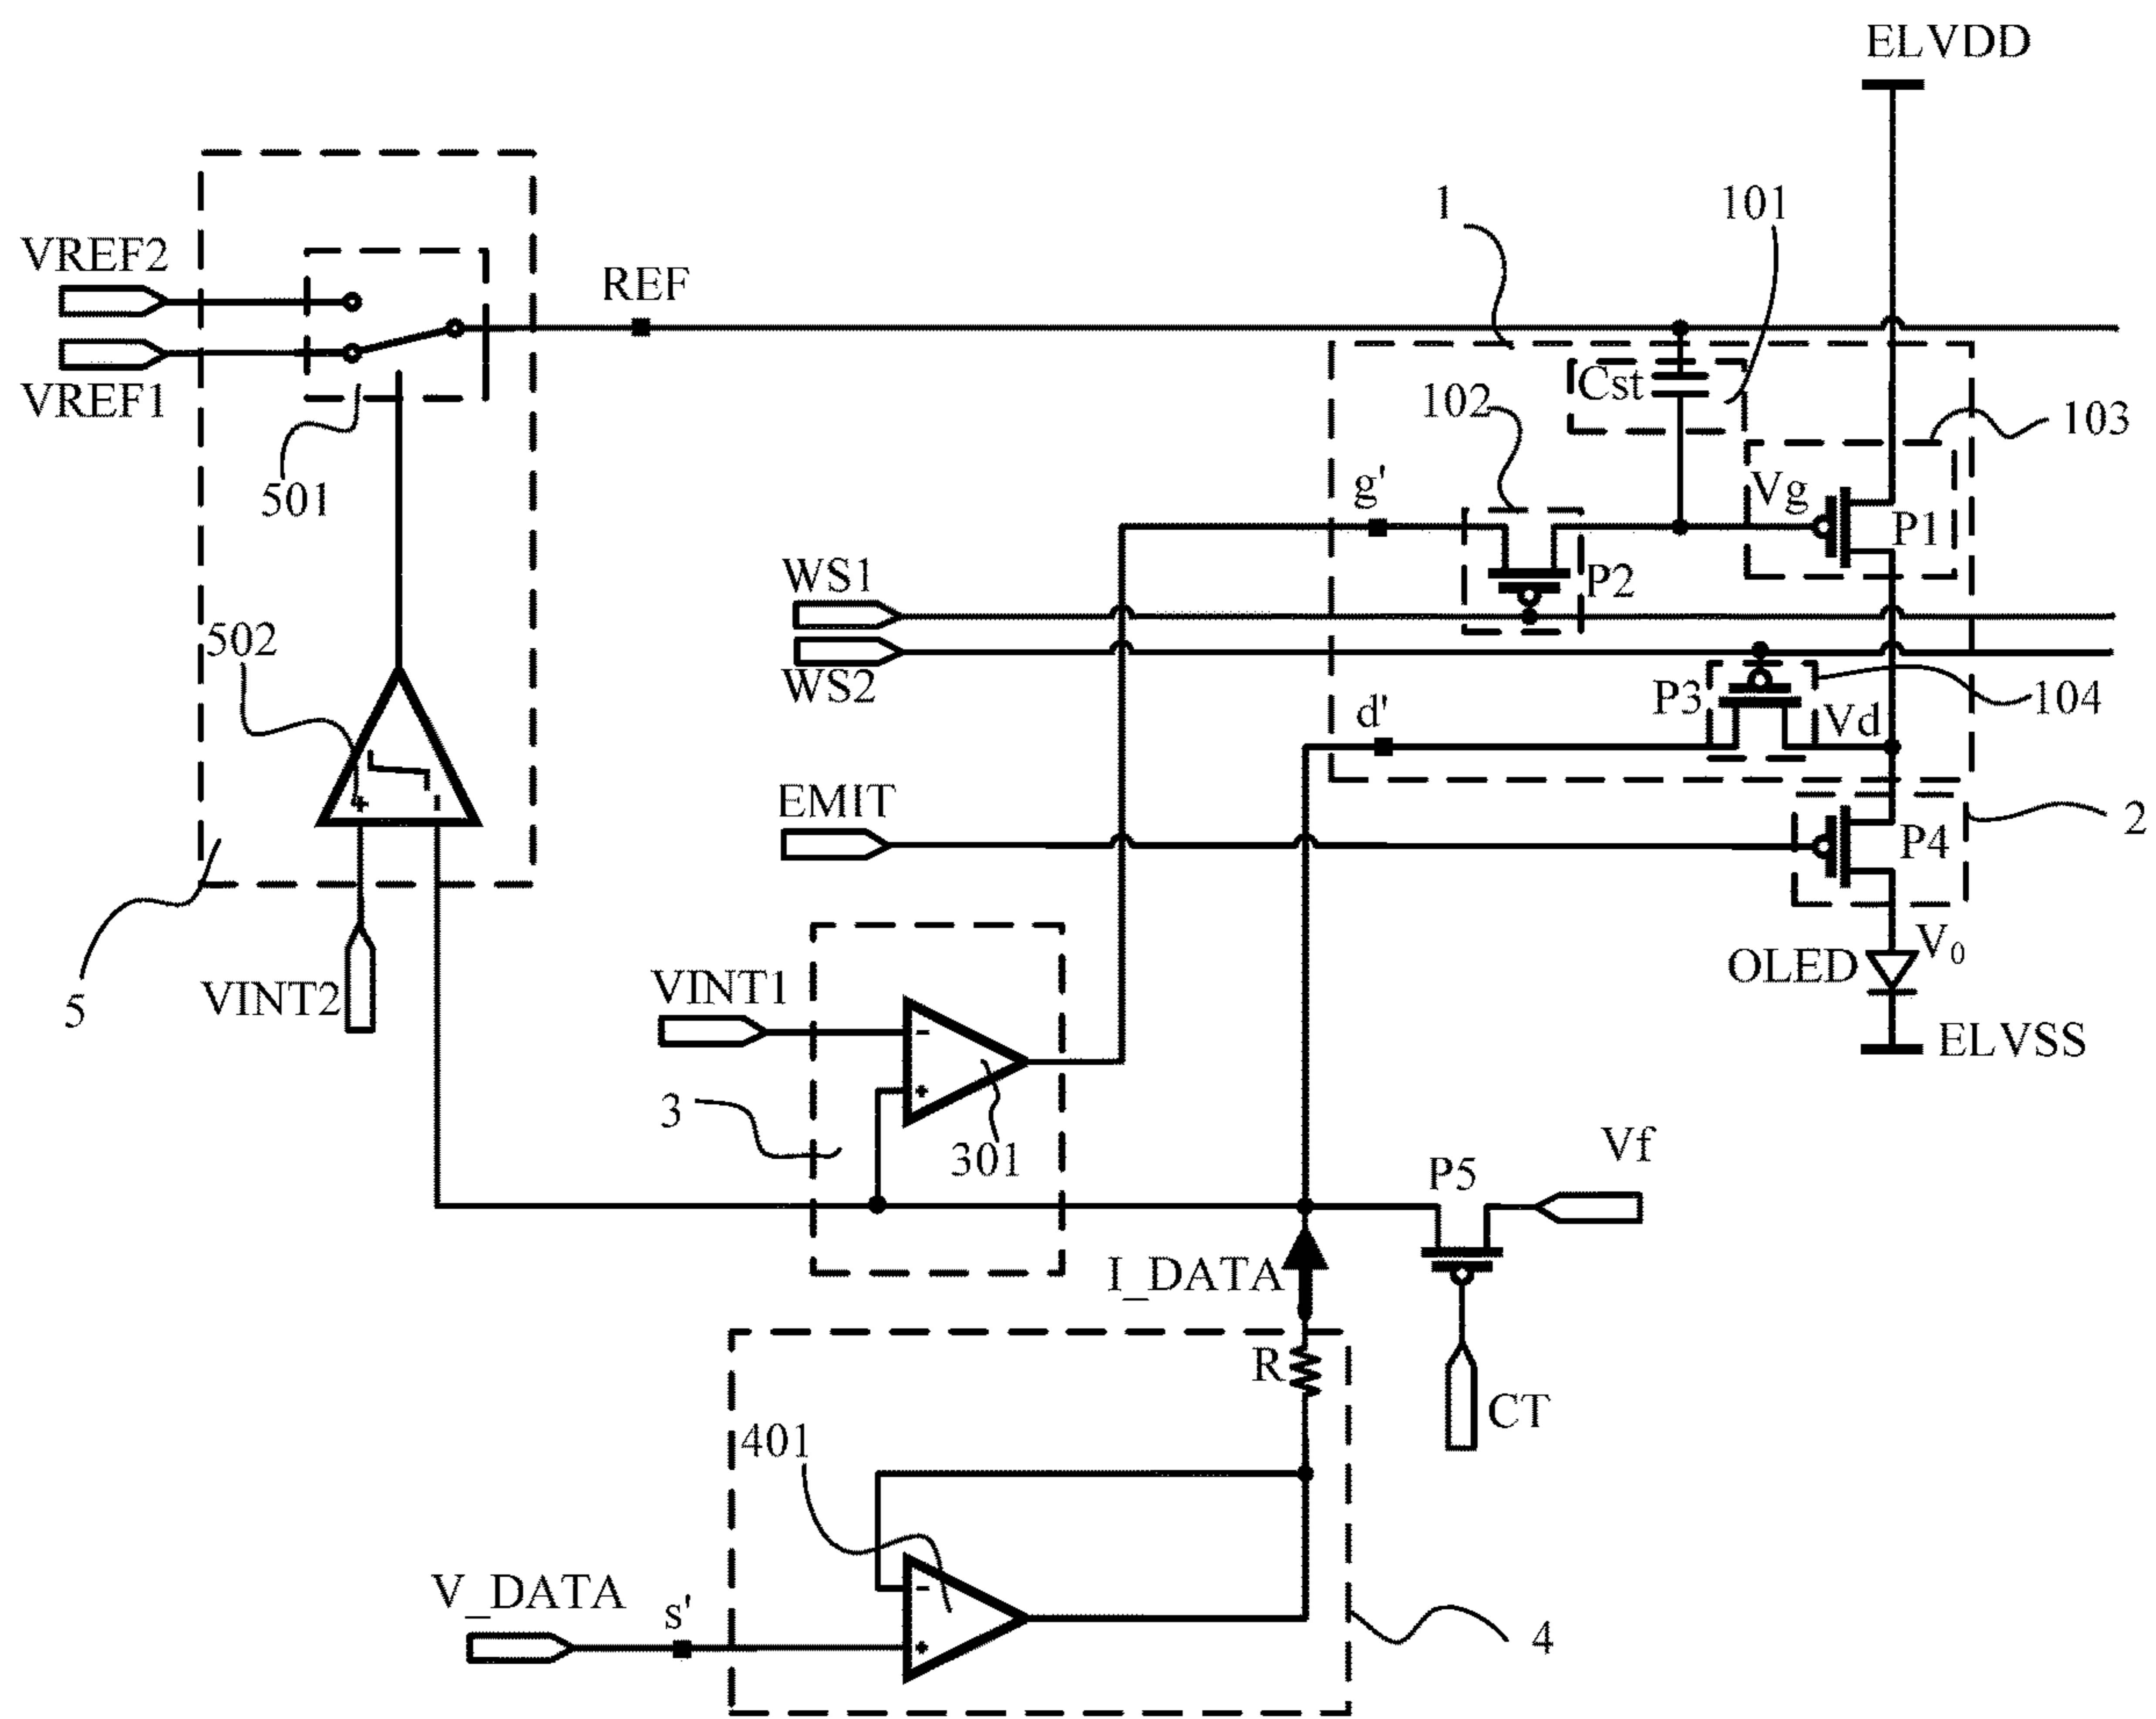 ELVDD
1
101
VREF2
REF
VREF1
Cst
102
103
501
g'
Vg
P1
WS1
P2
502
WS2
P3
104
d'
Vd
EMIT
2
P4
V₀
OLED
VINT1
VINT2
5
ELVSS
-
+
-
+
3
301
Vf
P5
I_DATA
R
CT
401
V_DATA
s'
-
+
4